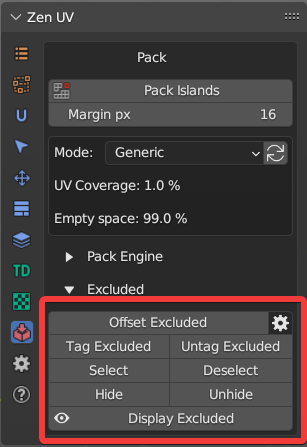 Zen UV
Pack
Pack Islands
Margin px 16
Mode: Generic
UV Coverage: 1.0 %
Empty space: 99.0 %
Pack Engine
TD
Excluded
Offset Excluded
Tag Excluded Untag Excluded
Select Deselect
Hide Unhide
Display Excluded